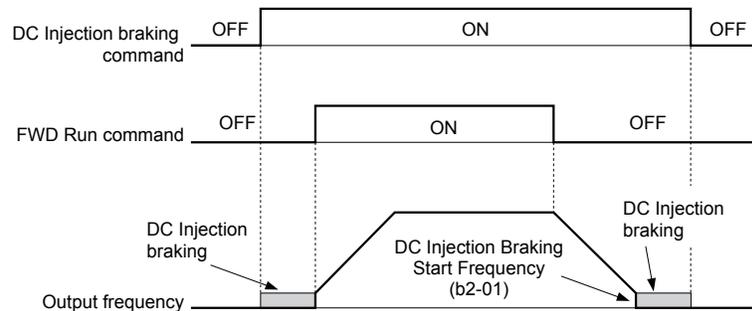 DC Injection braking
command
OFF
ON
OFF
FWD Run command
OFF
ON
OFF
DC Injection
braking
DC Injection Braking
Start Frequency
(b2-01)
DC Injection
braking
Output frequency